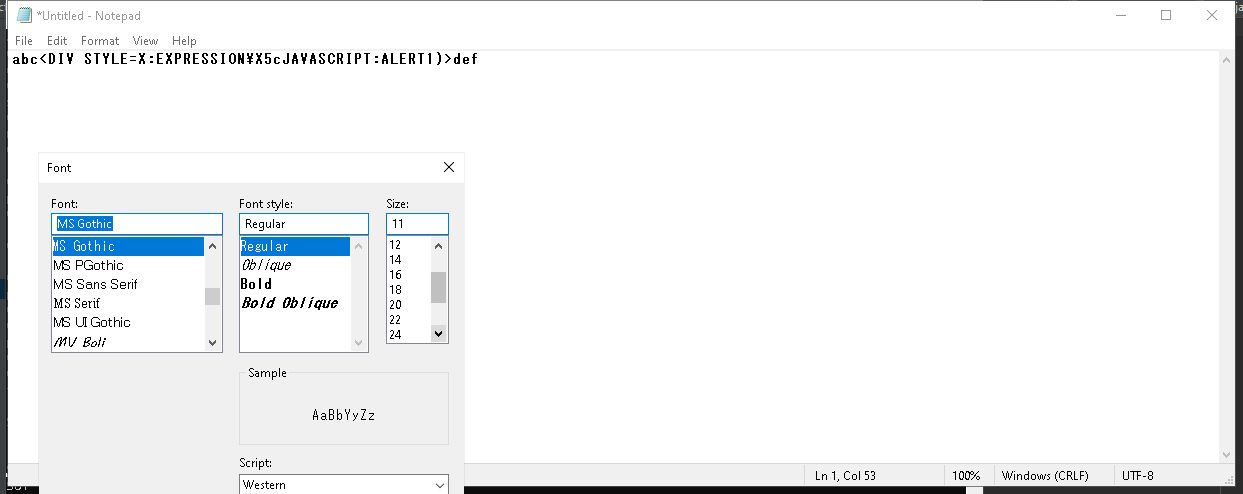 *Untitled - Notepad
File Edit Format View Help
abc<DIV STYLE=X:EXPRESSION¥X5cJAVASCRIPT:ALERT1)>def
Font
Font: Font style: Size:
MS Gothic Regular 11
MS Gothic Regular 12
MS PGothic Oblique 14
MS Sans Serif Bold 16
MS Serif Bold Oblique 18
MS UI Gothic 20
MV Boli 22
24
Sample
AaBbYyZz
Script:
Western
Ln 1, Col 53 100% Windows (CRLF) UTF-8